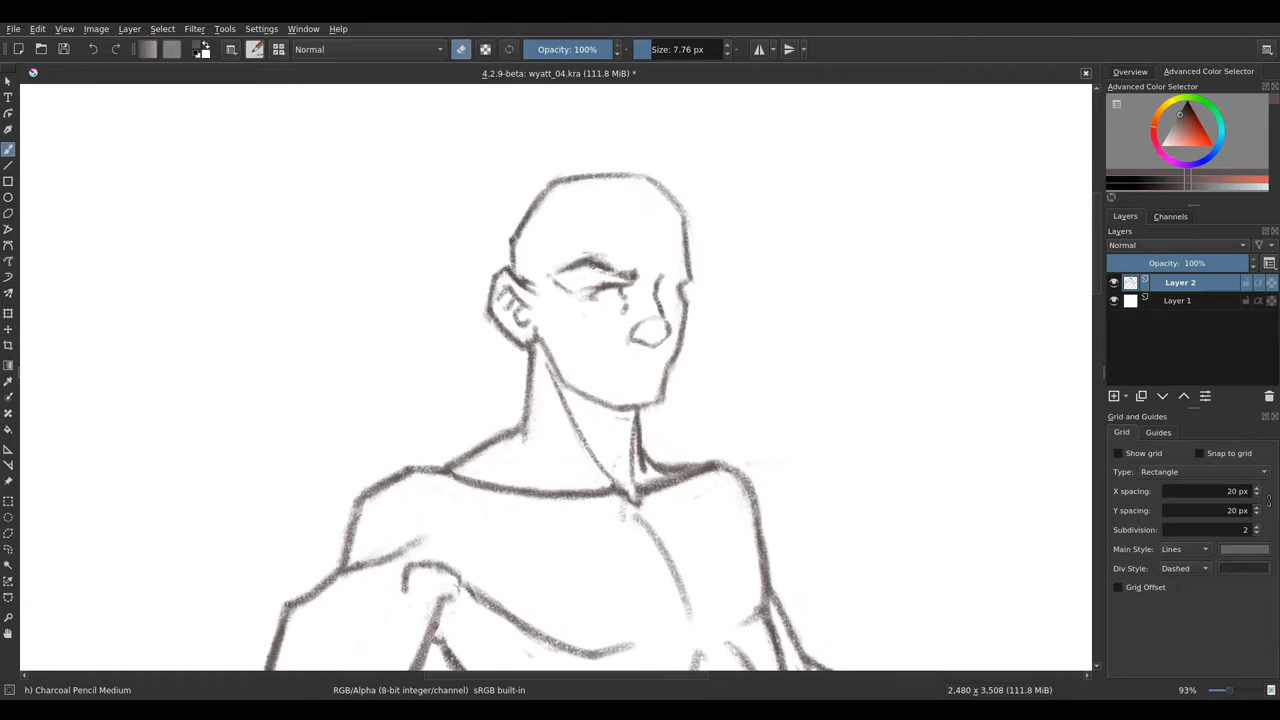 File Edit View Image Layer Select Filter Tools Settings Window Help
Normal Opacity: 100% Size: 7.76 px
4.2.9-beta: wyatt_04.kra (111.8 MiB) *
Overview Advanced Color Selector
Advanced Color Selector
Layers Channels
Layers
Normal
Opacity: 100%
Layer 2
Layer 1
Grid and Guides
Grid Guides
Show grid Snap to grid
Type: Rectangle
X spacing: 20 px
Y spacing: 20 px
Subdivision: 2
Main Style: Lines
Div Style: Dashed
Grid Offset
h) Charcoal Pencil Medium RGB/Alpha (8-bit integer/channel) sRGB built-in 2,480 x 3,508 (111.8 MiB) 93%